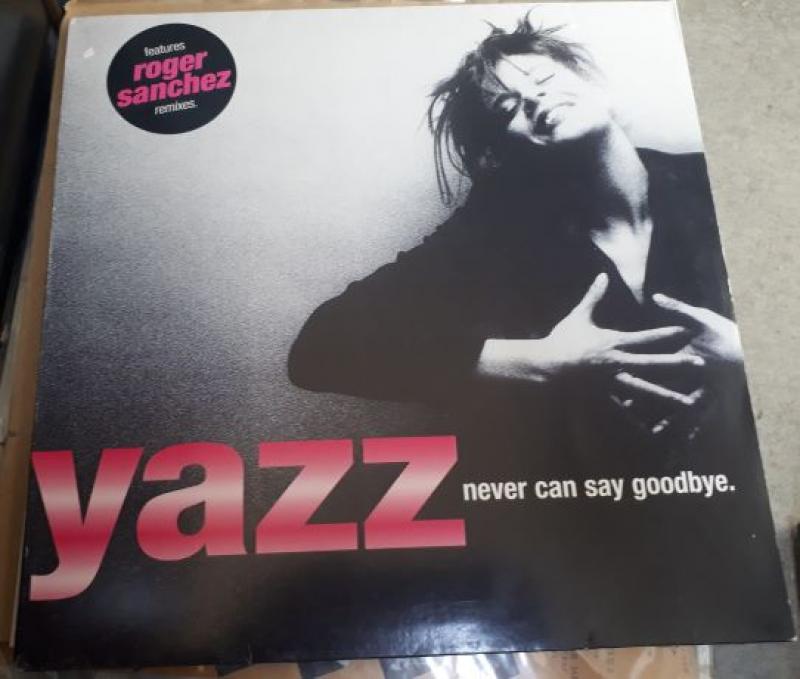 features
roger
sanchez
remixes.
yazz
never can say goodbye.